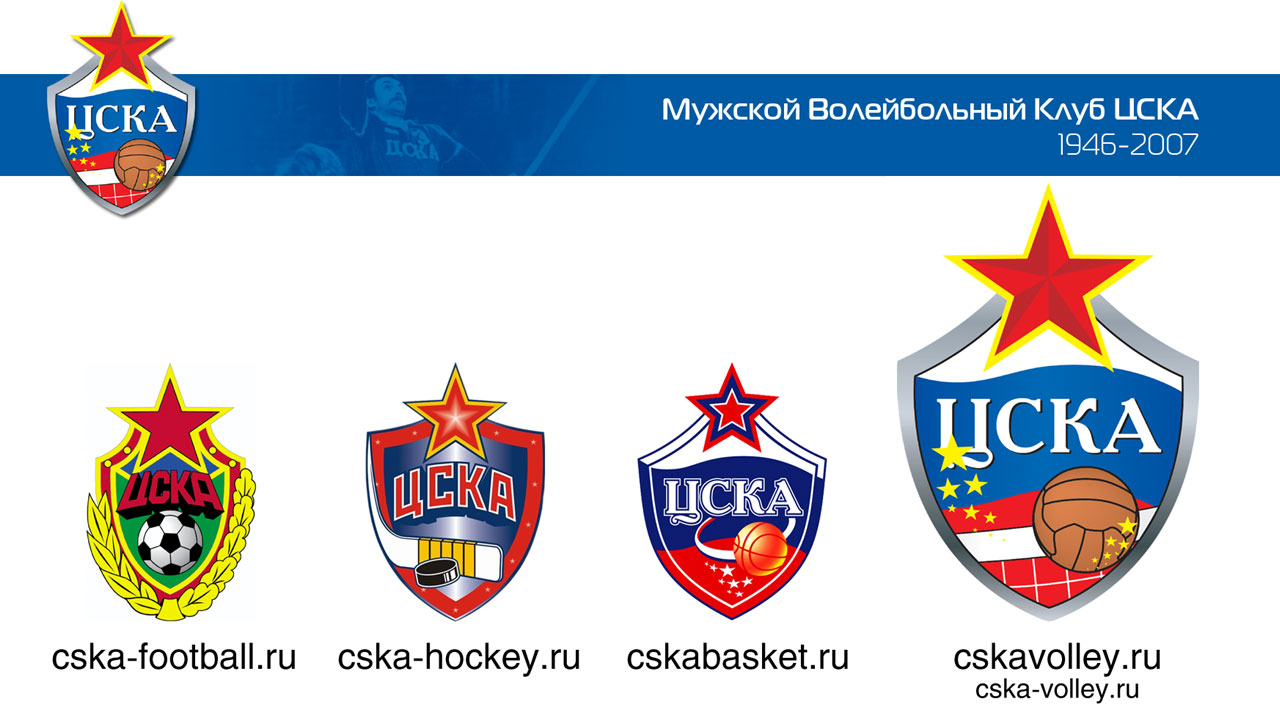 ЦСКА
Мужской Волейбольный Клуб ЦСКА
1946-2007
ЦСКА
ЦСКА
ЦСКА
ЦСКА
ЦСКА
cska-football.ru
cska-hockey.ru
cskabasket.ru
cskavolley.ru
cska-volley.ru